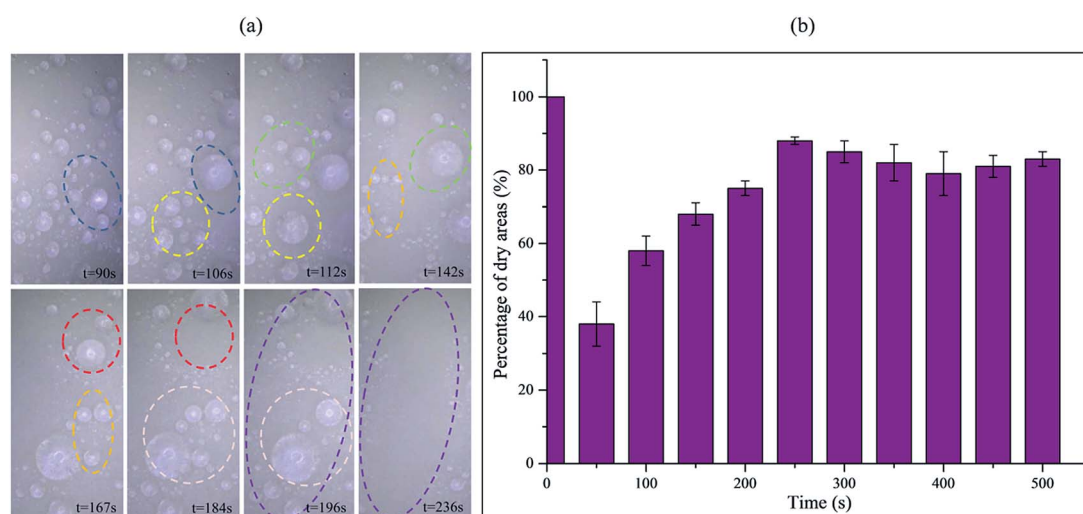 (a)
(b)
t=90s
t=106s
t=112s
t=142s
t=167s
t=184s
t=196s
t=236s
Percentage of dry areas (%)
100
80
60
40
20
0
0
100
200
300
400
500
Time (s)